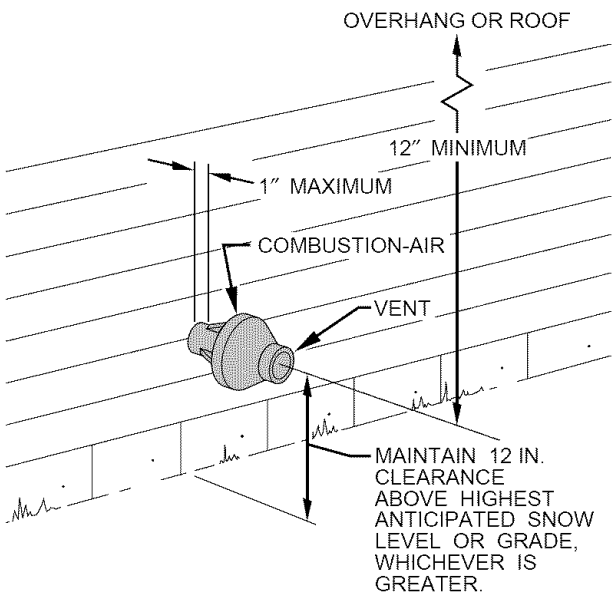 OVERHANG OR ROOF
12″ MINIMUM
1″ MAXIMUM
COMBUSTION-AIR
VENT
MAINTAIN 12 IN.
CLEARANCE
ABOVE HIGHEST
ANTICIPATED SNOW
LEVEL OR GRADE,
WHICHEVER IS
GREATER.